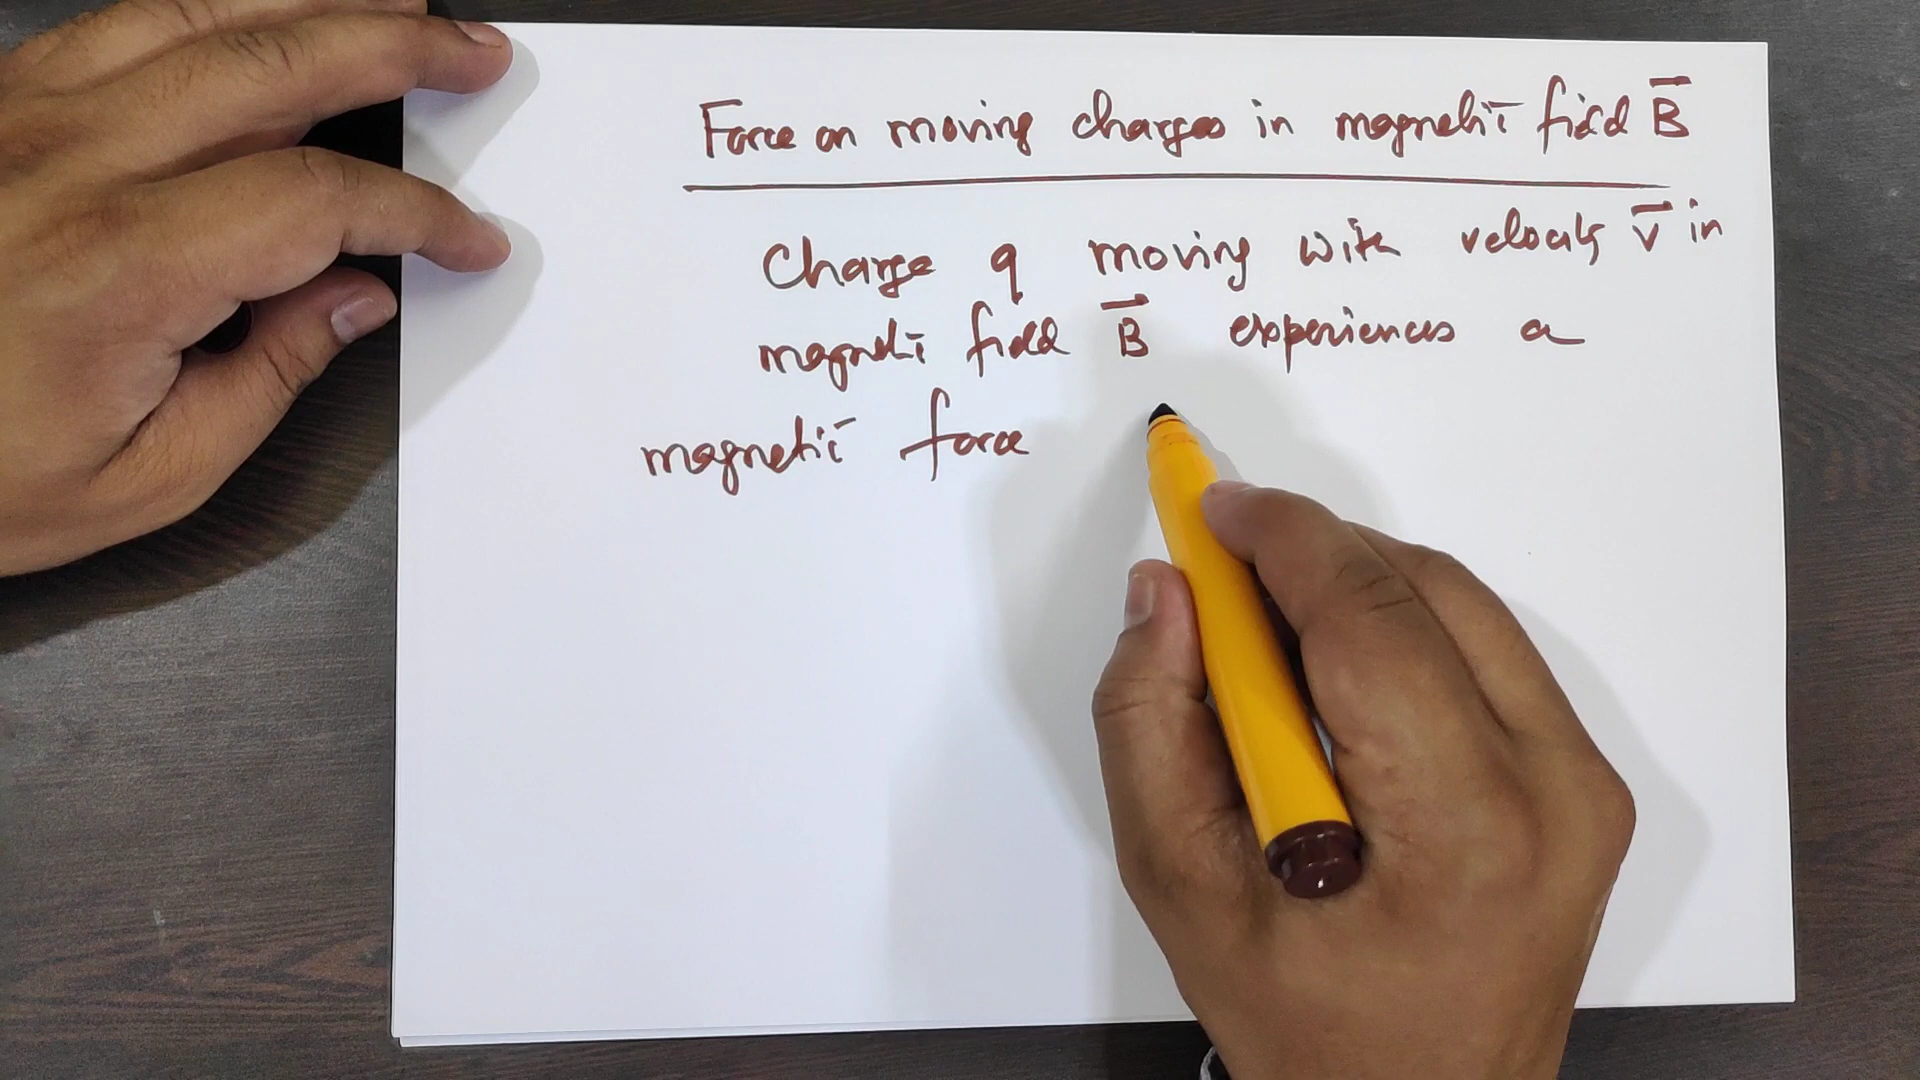 Force on moving charges in magnetic field B⃗
Charge q moving with velocity v⃗ in
magnetic field B⃗ experiences a
magnetic force